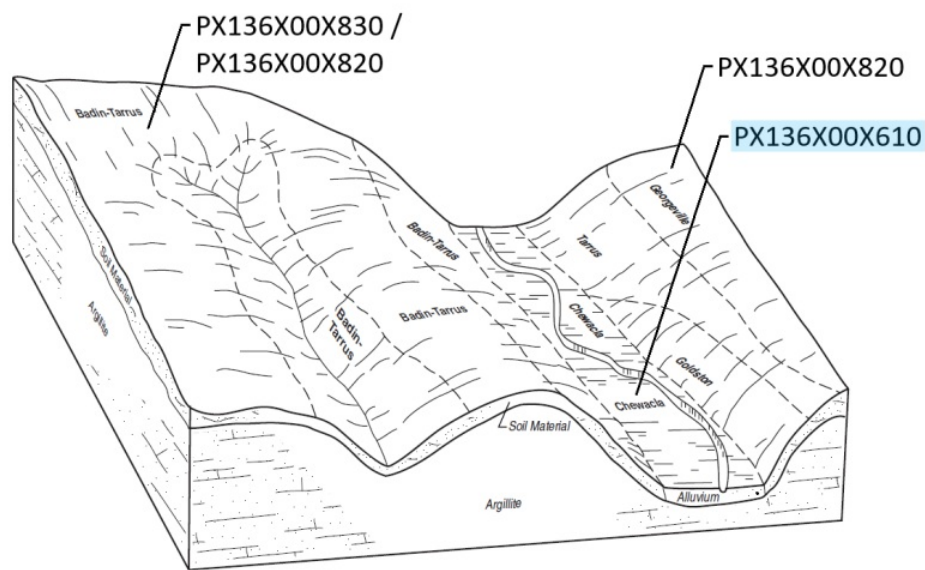 PX136X00X830 /
PX136X00X820
PX136X00X820
PX136X00X610
Badin-Tarrus
Georgeville
Badin-Tarrus
Tarrus
Soil Material
Argillite
Badin-
Tarrus
Badin-Tarrus
Chewacla
Goldston
Chewacla
Soil Material
Alluvium
Argillite